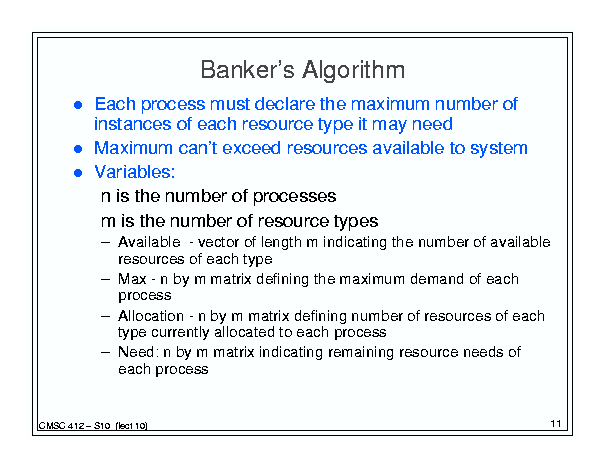 Banker's Algorithm
● Each process must declare the maximum number of
instances of each resource type it may need
● Maximum can't exceed resources available to system
● Variables:
n is the number of processes
m is the number of resource types
– Available - vector of length m indicating the number of available
resources of each type
– Max - n by m matrix defining the maximum demand of each
process
– Allocation - n by m matrix defining number of resources of each
type currently allocated to each process
– Need: n by m matrix indicating remaining resource needs of
each process
CMSC 412 – S10 (lect 10)
11